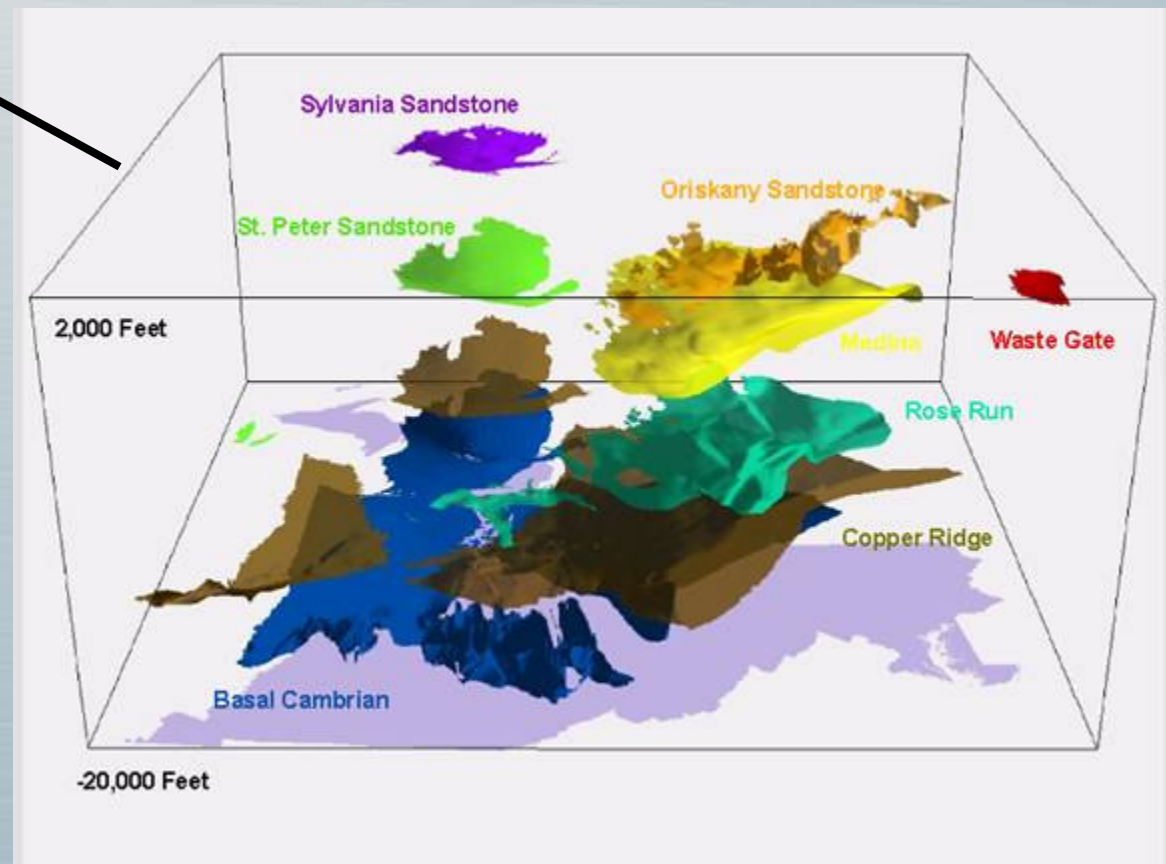 Sylvania Sandstone
Oriskany Sandstone
St. Peter Sandstone
2,000 Feet
Medina
Waste Gate
Rose Run
Copper Ridge
Basal Cambrian
-20,000 Feet